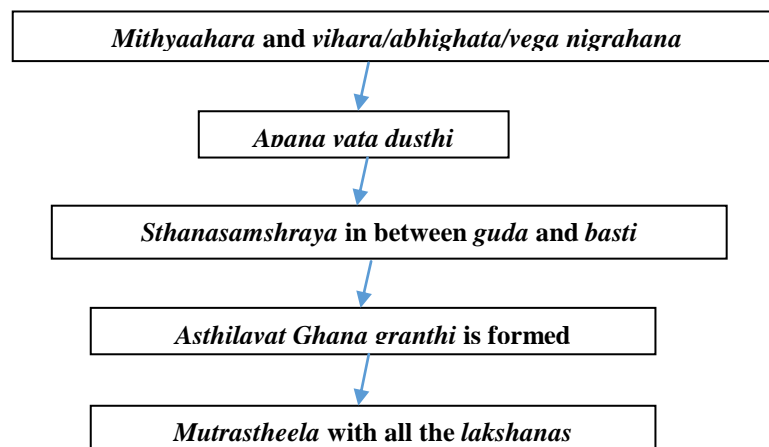 Mithyaahara and vihara/abhighata/vega nigrahana
Apana vata dusthi
Sthanasamshraya in between guda and basti
Asthilavat Ghana granthi is formed
Mutrastheela with all the lakshanas